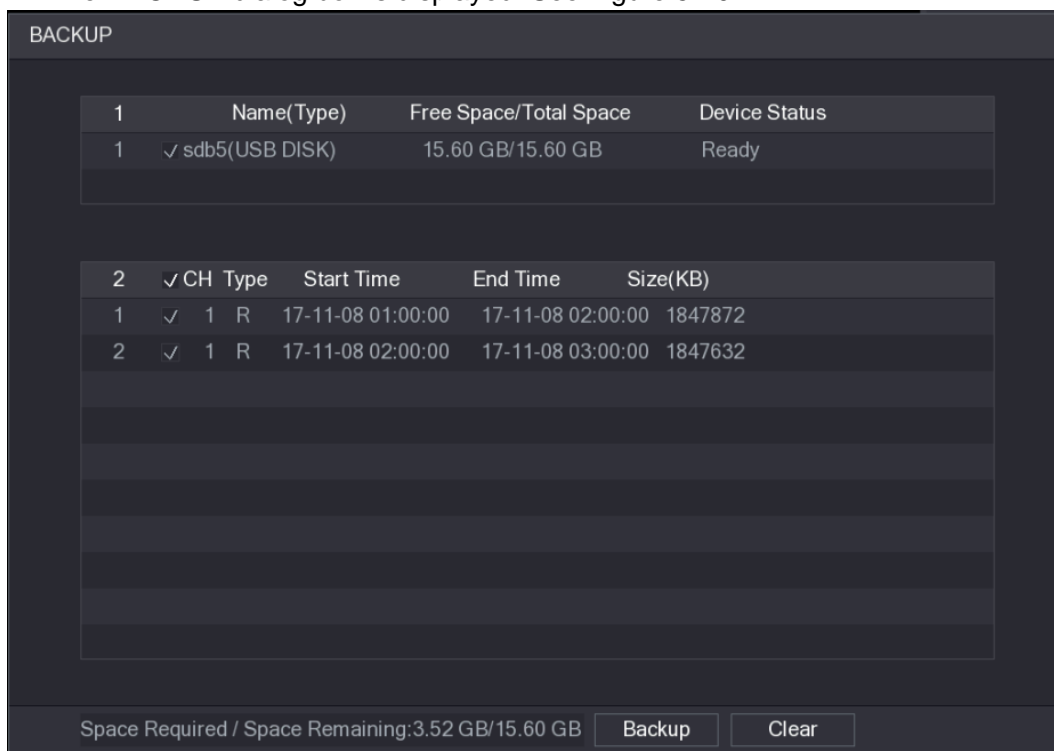 BACKUP
1 Name(Type) Free Space/Total Space Device Status
1 sdb5(USB DISK) 15.60 GB/15.60 GB Ready
2 CH Type Start Time End Time Size(KB)
1 1 R 17-11-08 01:00:00 17-11-08 02:00:00 1847872
2 1 R 17-11-08 02:00:00 17-11-08 03:00:00 1847632
Space Required / Space Remaining:3.52 GB/15.60 GB Backup Clear